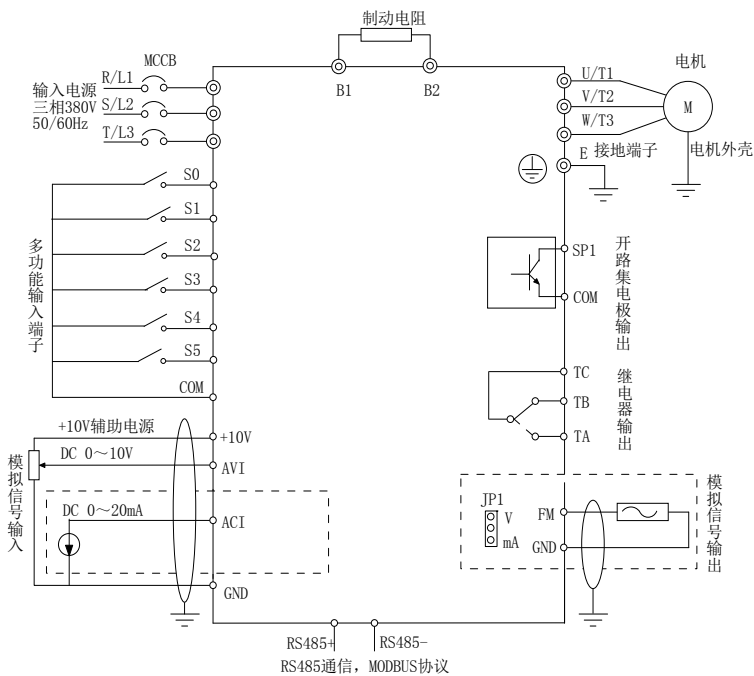 制动电阻
B1
B2
MCCB
R/L1
输入电源
三相380V
50/60Hz
S/L2
T/L3
U/T1
V/T2
W/T3
电机
M
E
接地端子
电机外壳
多功能输入端子
S0
S1
S2
S3
S4
S5
COM
SP1
COM
开路集电极输出
TC
TB
TA
继电器输出
模拟信号输入
+10V辅助电源
+10V
DC 0～10V
AVI
DC 0～20mA
ACI
GND
JP1
V
mA
FM
GND
模拟信号输出
RS485+
RS485-
RS485通信，MODBUS协议